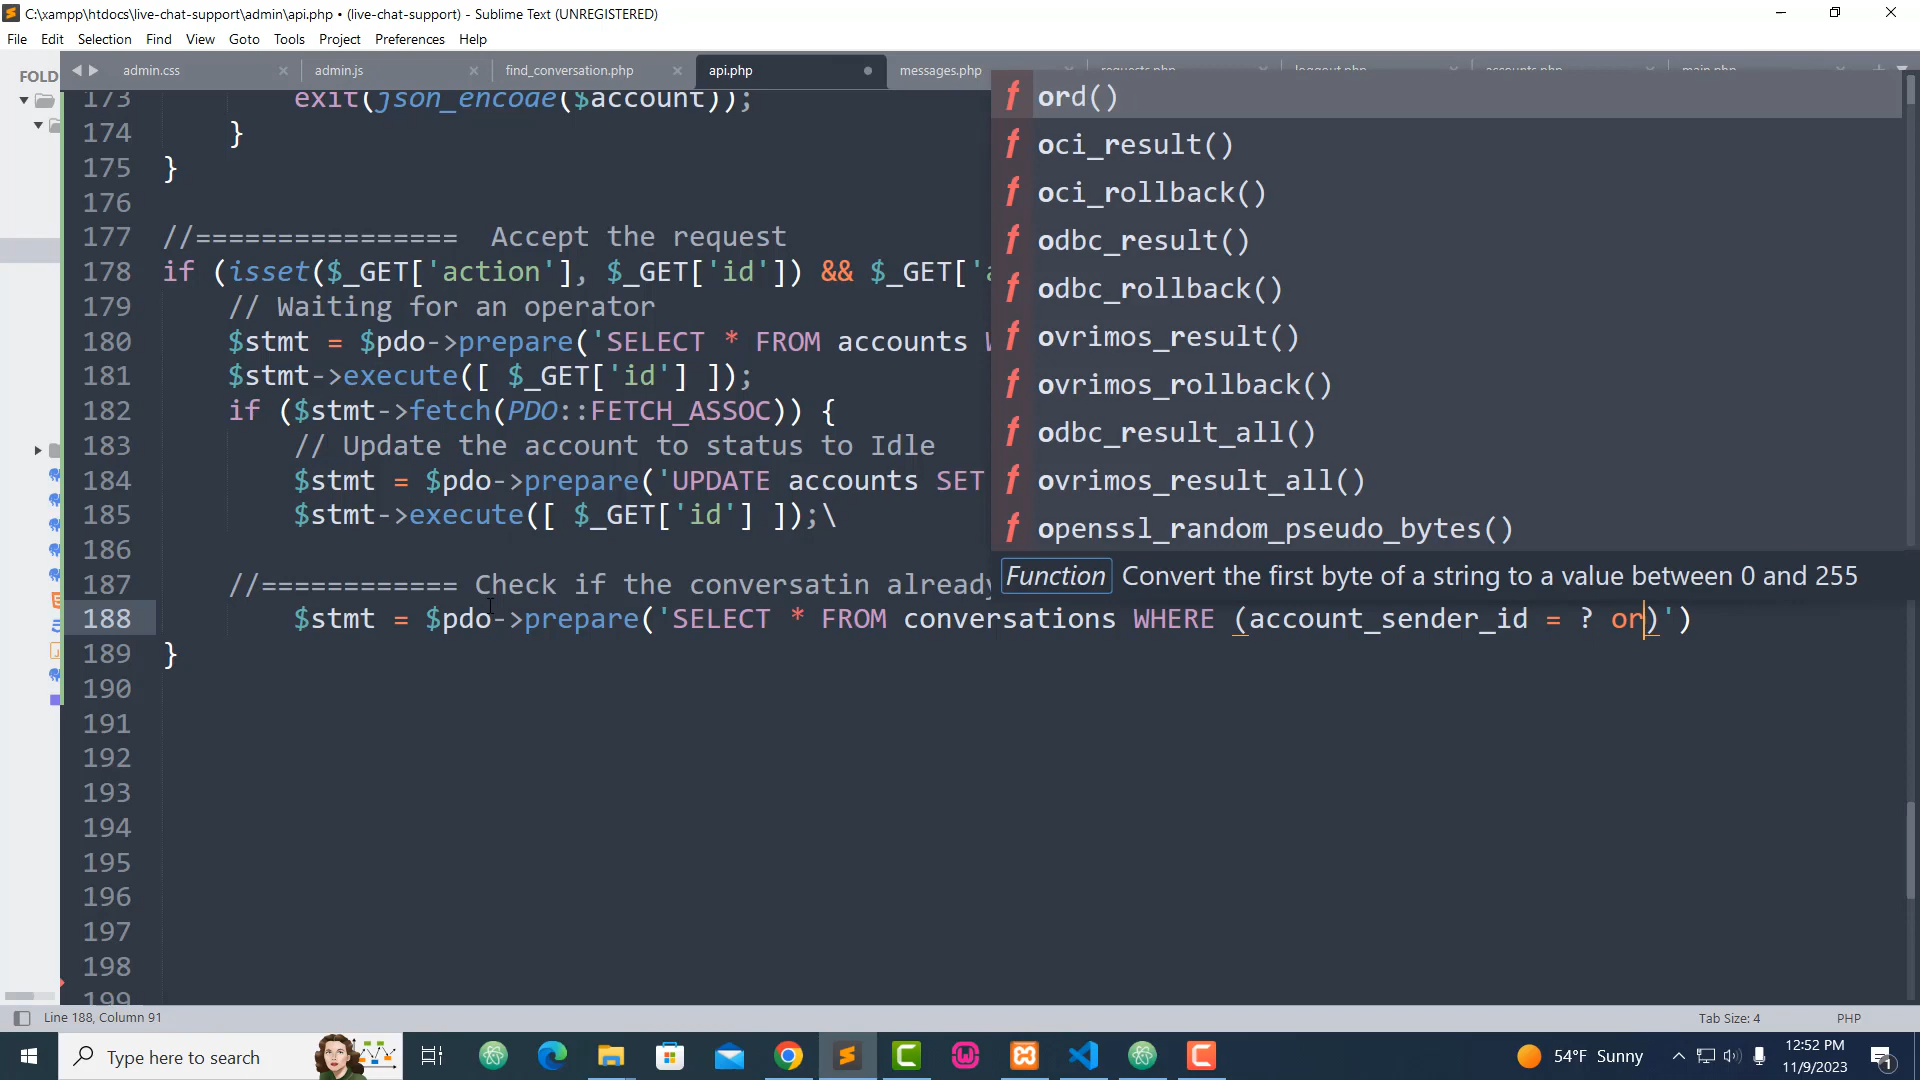 C:\xampp\htdocs\live-chat-support\admin\api.php • (live-chat-support) - Sublime Text (UNREGISTERED)
File Edit Selection Find View Goto Tools Project Preferences Help
FOLD
admin.css
admin.js
find_conversation.php
api.php
messages.php
173 exit(json_encode($account));
174 }
175 }
176
177 //================ Accept the request
178 if (isset($_GET['action'], $_GET['id']) && $_GET['a
179 // Waiting for an operator
180 $stmt = $pdo->prepare('SELECT * FROM accounts W
181 $stmt->execute([ $_GET['id'] ]);
182 if ($stmt->fetch(PDO::FETCH_ASSOC)) {
183 // Update the account to status to Idle
184 $stmt = $pdo->prepare('UPDATE accounts SET
185 $stmt->execute([ $_GET['id'] ]);\
186
187 //============ Check if the conversatin already
188 $stmt = $pdo->prepare('SELECT * FROM conversations WHERE (account_sender_id = ? or)')
189 }
190
191
192
193
194
195
196
197
198
199
f ord()
f oci_result()
f oci_rollback()
f odbc_result()
f odbc_rollback()
f ovrimos_result()
f ovrimos_rollback()
f odbc_result_all()
f ovrimos_result_all()
f openssl_random_pseudo_bytes()
Function Convert the first byte of a string to a value between 0 and 255
Line 188, Column 91
Tab Size: 4
PHP
Type here to search
54°F Sunny
12:52 PM
11/9/2023
1